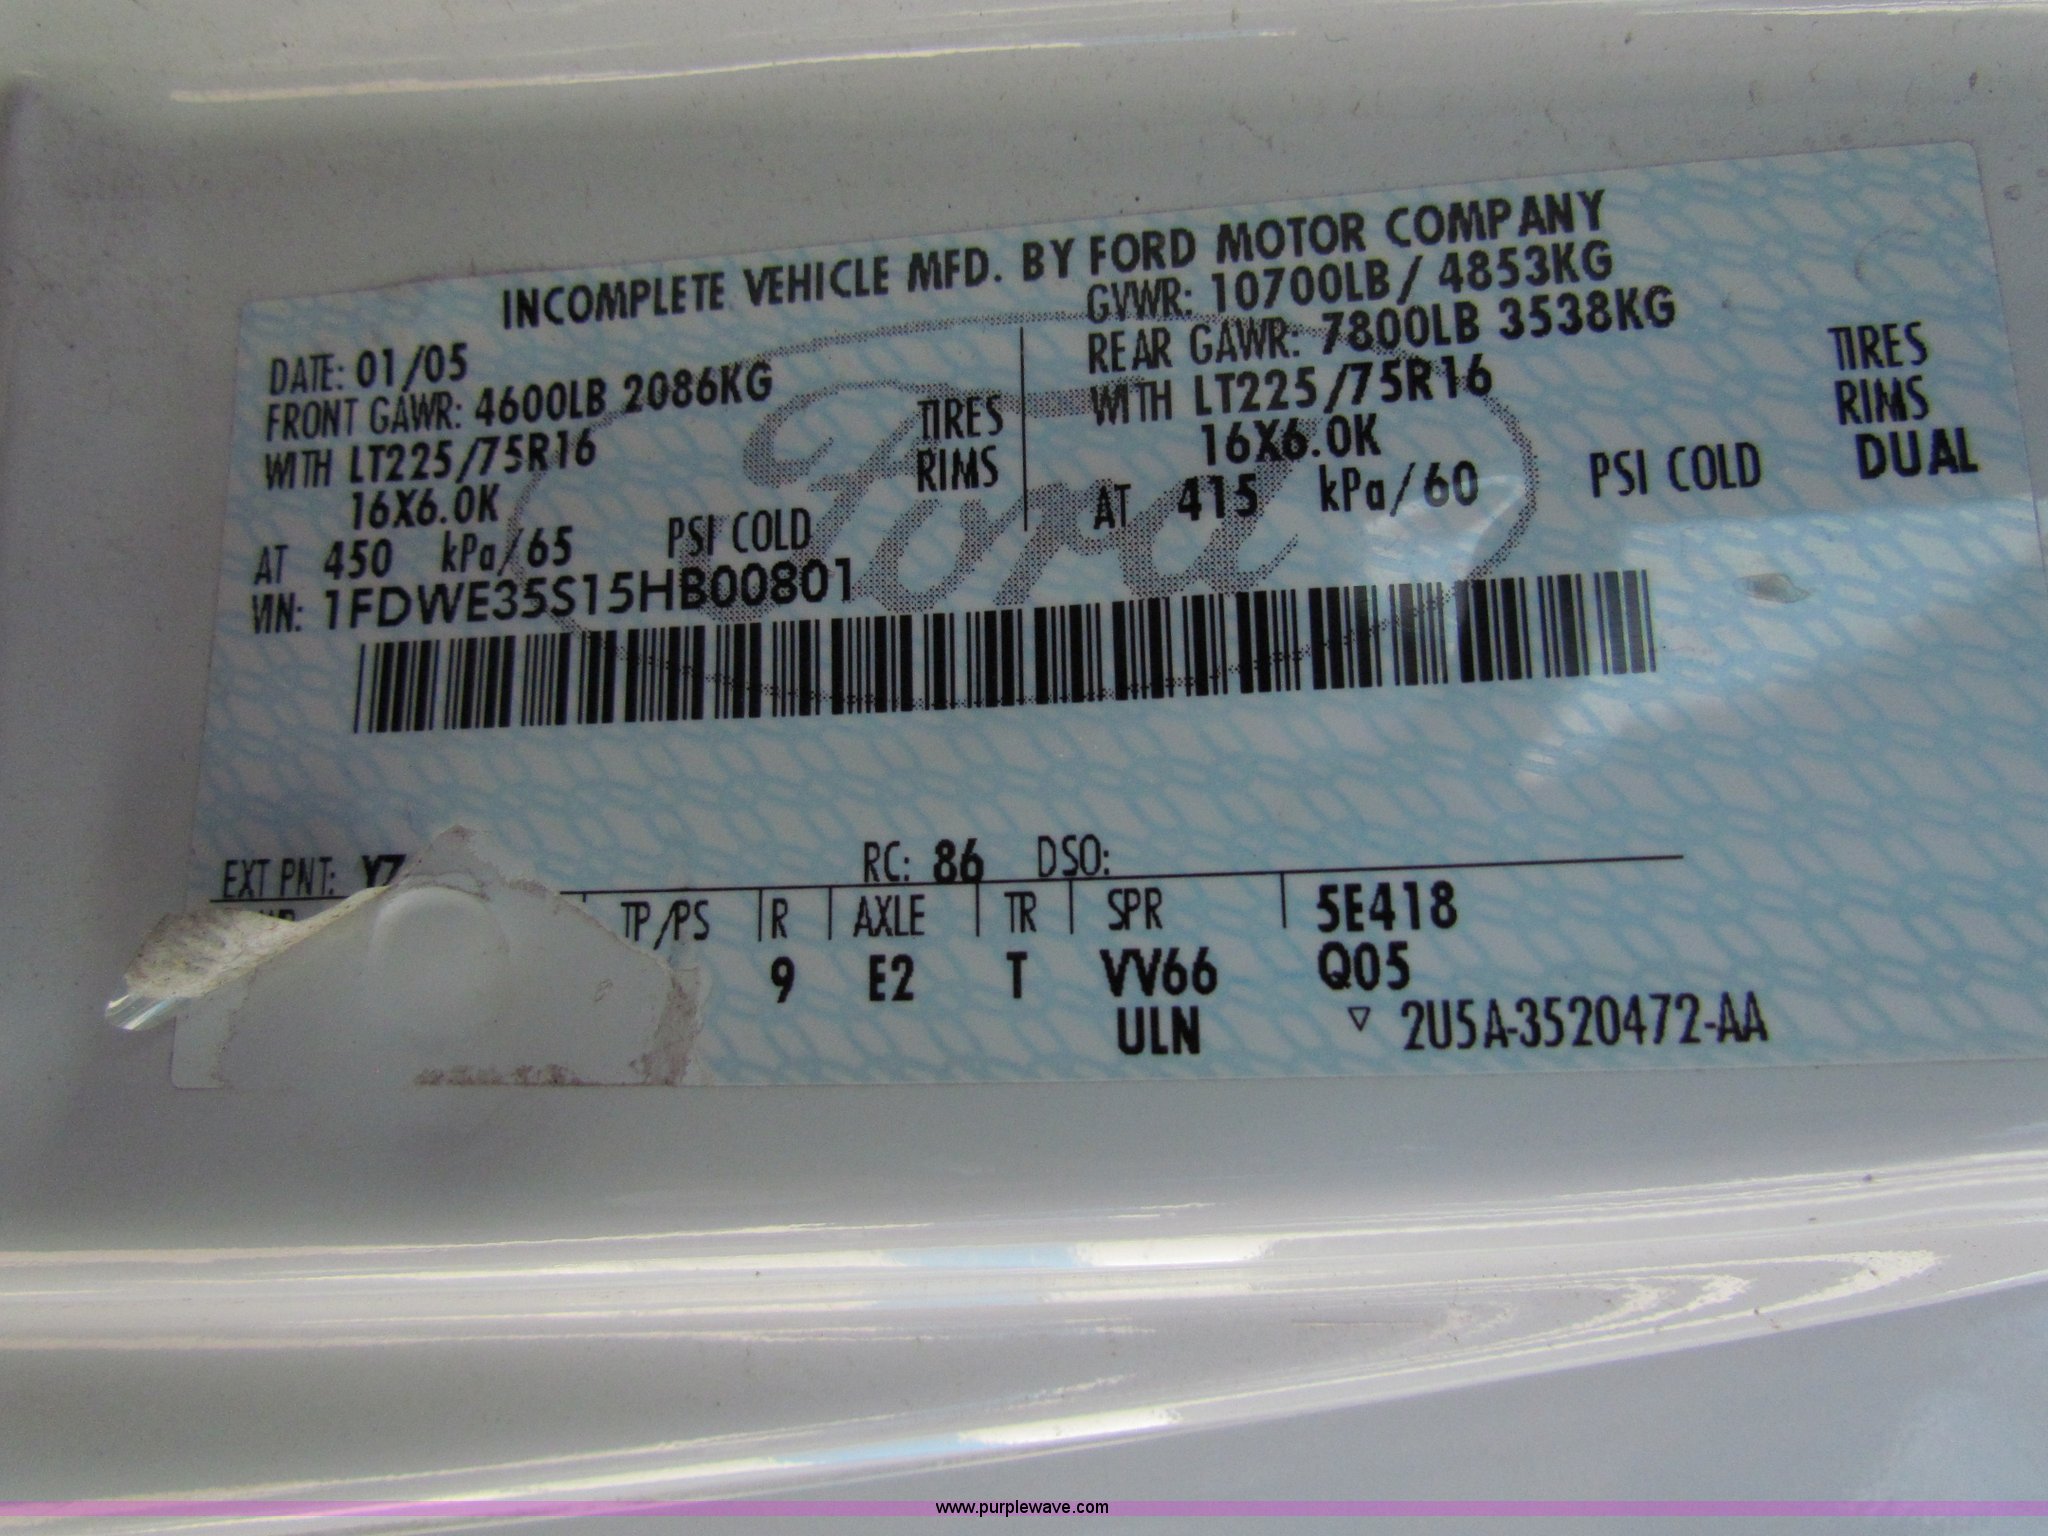 INCOMPLETE VEHICLE MFD. BY FORD MOTOR COMPANY
GVWR: 10700LB / 4853KG
DATE: 01/05
FRONT GAWR: 4600LB 2086KG
WITH LT225/75R16 TIRES
16X6.0K RIMS
AT 450 kPa/65 PSI COLD
REAR GAWR: 7800LB 3538KG
WITH LT225/75R16 TIRES
16X6.0K RIMS
AT 415 kPa/60 PSI COLD DUAL
VIN: 1FDWE35S15HB00801
Ford
EXT PNT: YZ RC: 86 DSO:
TP/PS R AXLE TR SPR 5E418
9 E2 T VV66 Q05
ULN ▽ 2U5A-3520472-AA
www.purplewave.com